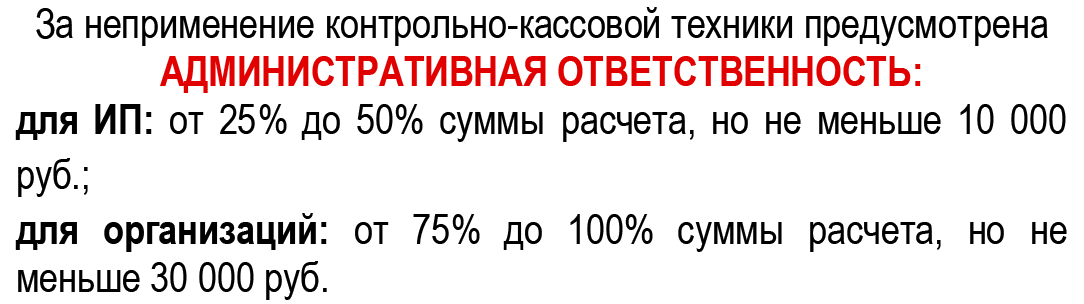 За неприменение контрольно-кассовой техники предусмотрена
АДМИНИСТРАТИВНАЯ ОТВЕТСТВЕННОСТЬ:
для ИП: от 25% до 50% суммы расчета, но не меньше 10 000
руб.;
для организаций: от 75% до 100% суммы расчета, но не
меньше 30 000 руб.